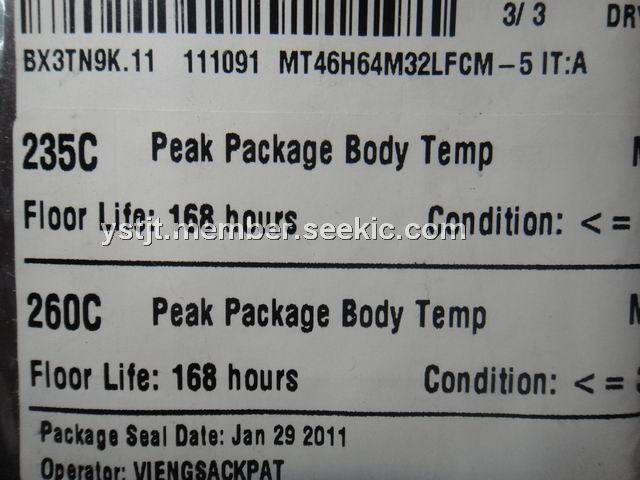 3/ 3 DR
BX3TN9K.11 111091 MT46H64M32LFCM-5 IT:A
235C Peak Package Body Temp
Floor Life: 168 hours Condition: < =
ystjt.member.seekic.com
260C Peak Package Body Temp
Floor Life: 168 hours Condition: < =
Package Seal Date: Jan 29 2011
Operator: VIENGSACKPAT